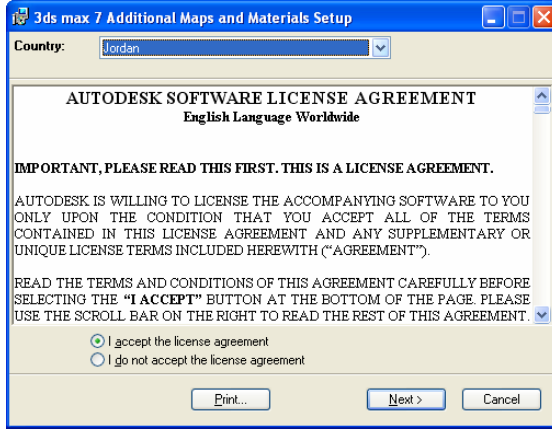 3ds max 7 Additional Maps and Materials Setup
Country: Jordan
AUTODESK SOFTWARE LICENSE AGREEMENT
English Language Worldwide
IMPORTANT, PLEASE READ THIS FIRST. THIS IS A LICENSE AGREEMENT.
AUTODESK IS WILLING TO LICENSE THE ACCOMPANYING SOFTWARE TO YOU
ONLY UPON THE CONDITION THAT YOU ACCEPT ALL OF THE TERMS
CONTAINED IN THIS LICENSE AGREEMENT AND ANY SUPPLEMENTARY OR
UNIQUE LICENSE TERMS INCLUDED HEREWITH (“AGREEMENT”).
READ THE TERMS AND CONDITIONS OF THIS AGREEMENT CAREFULLY BEFORE
SELECTING THE “I ACCEPT” BUTTON AT THE BOTTOM OF THE PAGE. PLEASE
USE THE SCROLL BAR ON THE RIGHT TO READ THE REST OF THIS AGREEMENT.
I accept the license agreement
I do not accept the license agreement
Print... Next > Cancel